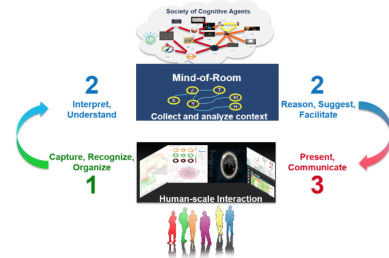 Society of Cognitive Agents
Mind-of-Room
Collect and analyze context
2
Interpret,
Understand
2
Reason, Suggest,
Facilitate
Capture, Recognize,
Organize
1
Present,
Communicate
3
Human-scale Interaction